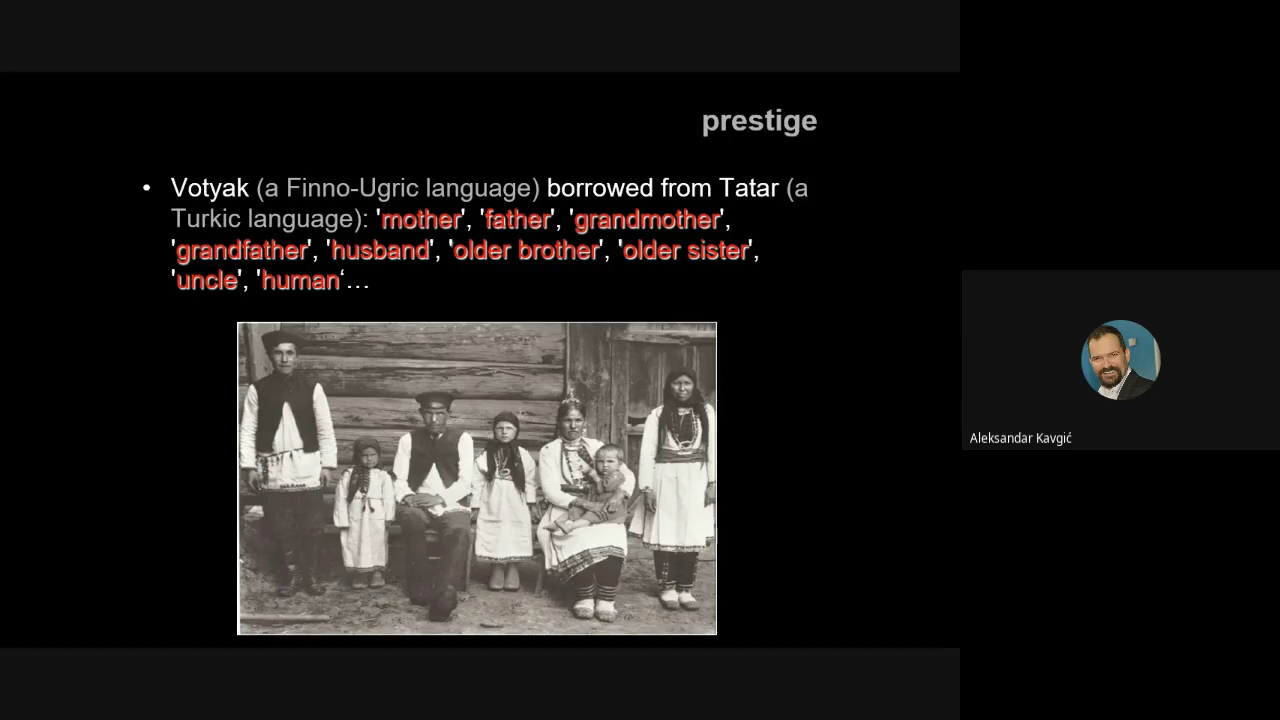 prestige
• Votyak (a Finno-Ugric language) borrowed from Tatar (a
Turkic language): 'mother', 'father', 'grandmother',
'grandfather', 'husband', 'older brother', 'older sister',
'uncle', 'human‘…
Aleksandar Kavgić